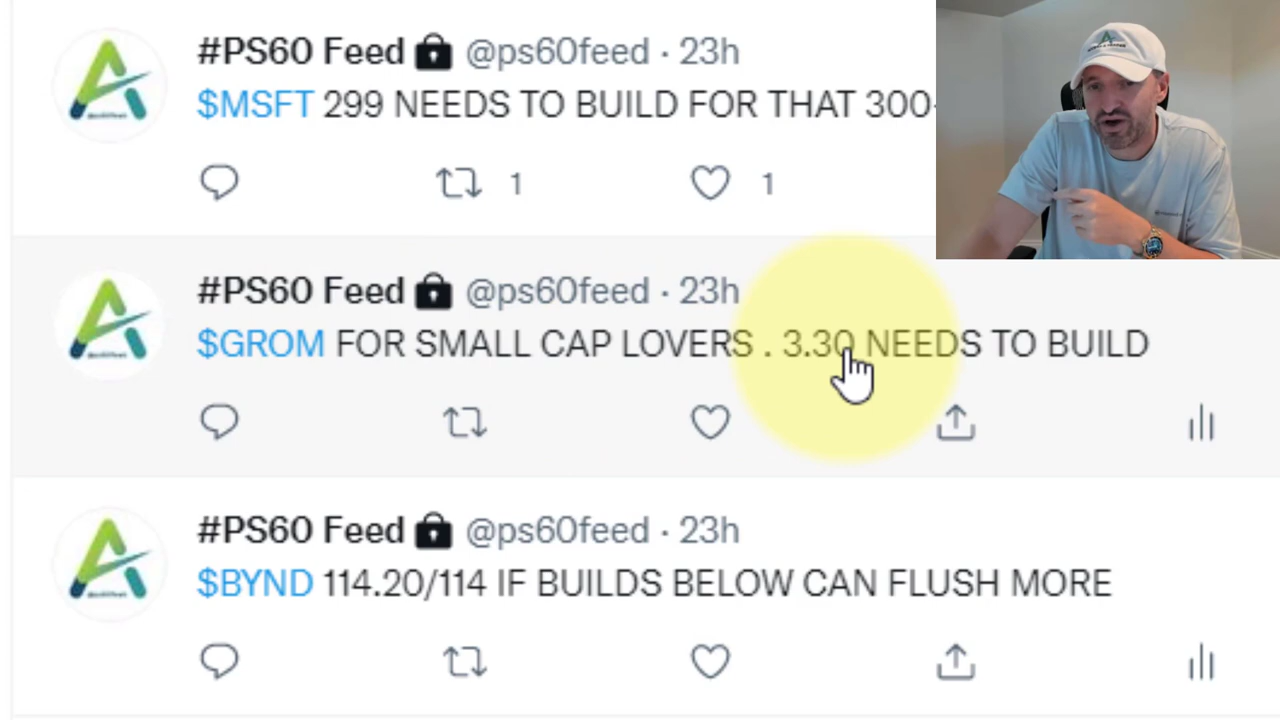 #PS60 Feed @ps60feed · 23h
$MSFT 299 NEEDS TO BUILD FOR THAT 300
1
1
#PS60 Feed @ps60feed · 23h
$GROM FOR SMALL CAP LOVERS . 3.30 NEEDS TO BUILD
#PS60 Feed @ps60feed · 23h
$BYND 114.20/114 IF BUILDS BELOW CAN FLUSH MORE